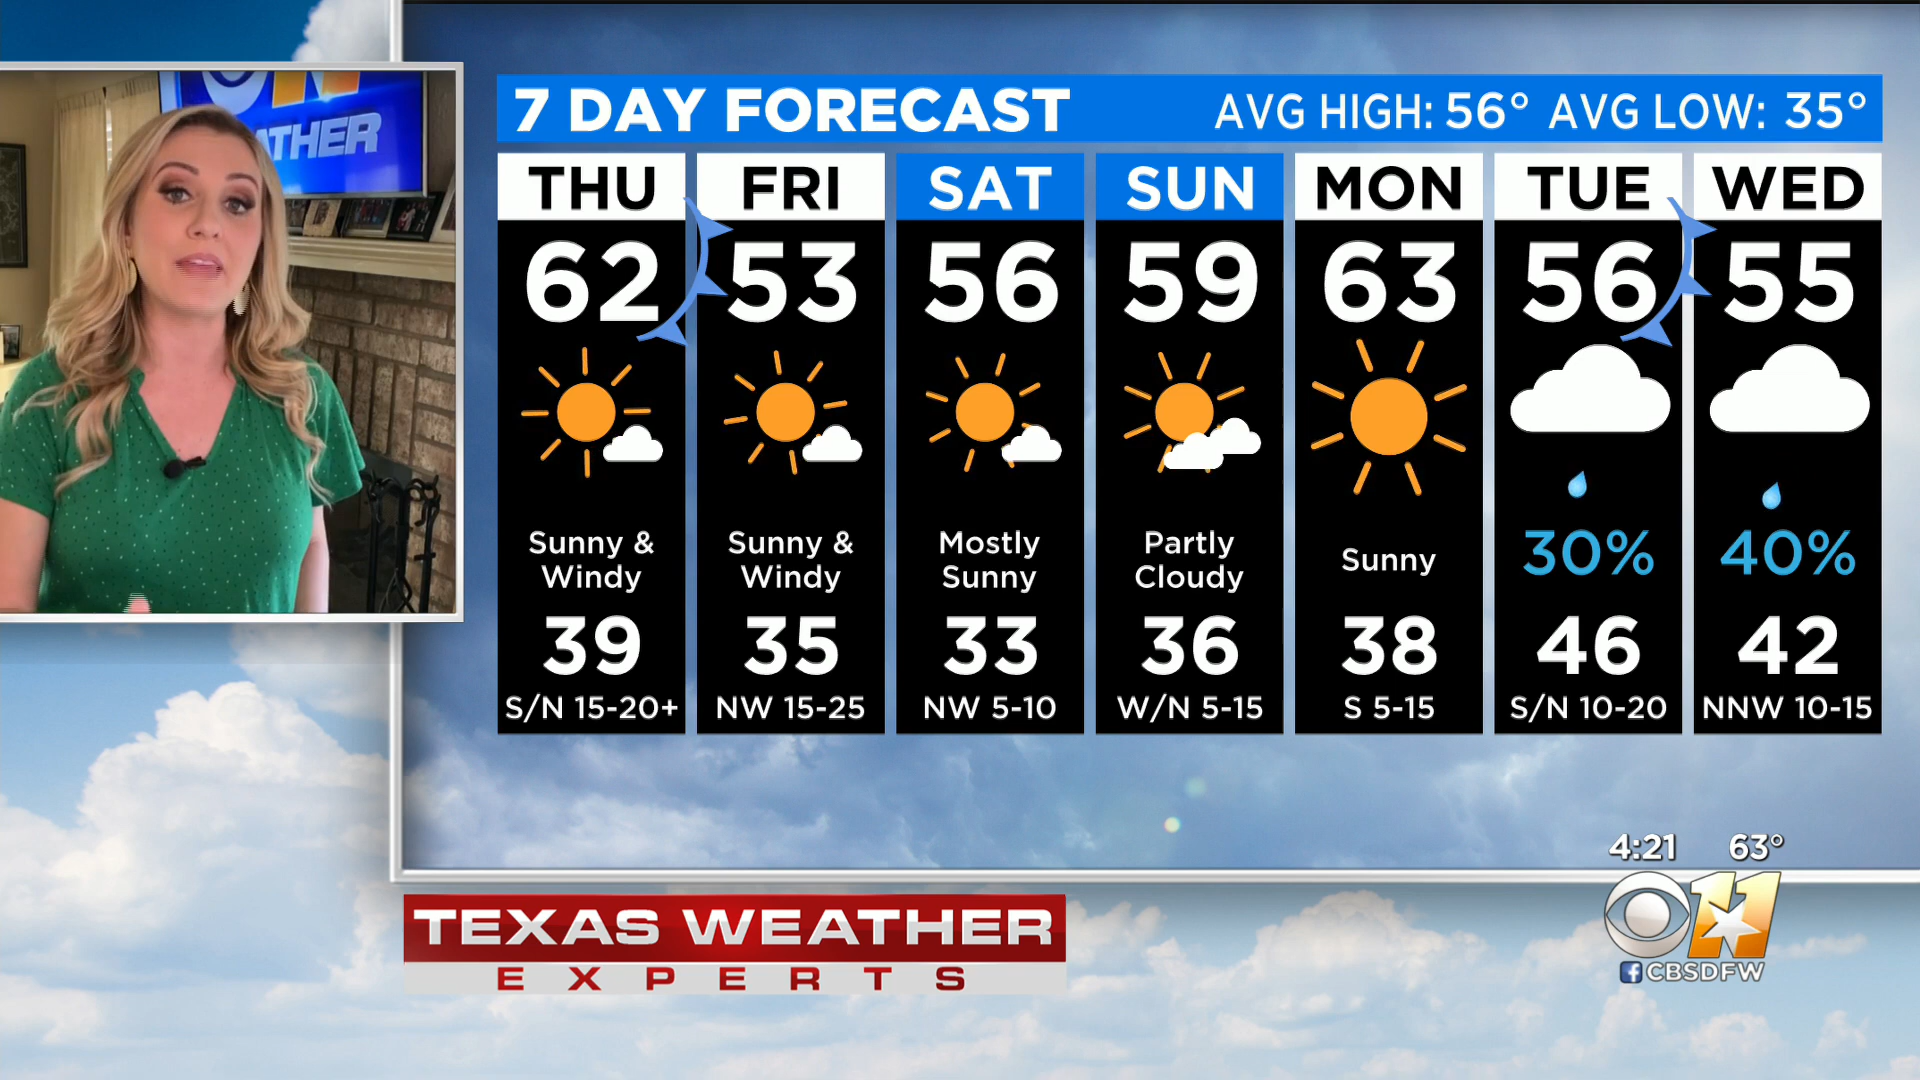 ATHER
7 DAY FORECAST AVG HIGH: 56° AVG LOW: 35°
THU FRI SAT SUN MON TUE WED
62 53 56 59 63 56 55
Sunny & Windy
Sunny & Windy
Mostly Sunny
Partly Cloudy
Sunny
30% 40%
39 35 33 36 38 46 42
S/N 15-20+ NW 15-25 NW 5-10 W/N 5-15 S 5-15 S/N 10-20 NNW 10-15
4:21 63°
TEXAS WEATHER
EXPERTS
11
f CBSDFW